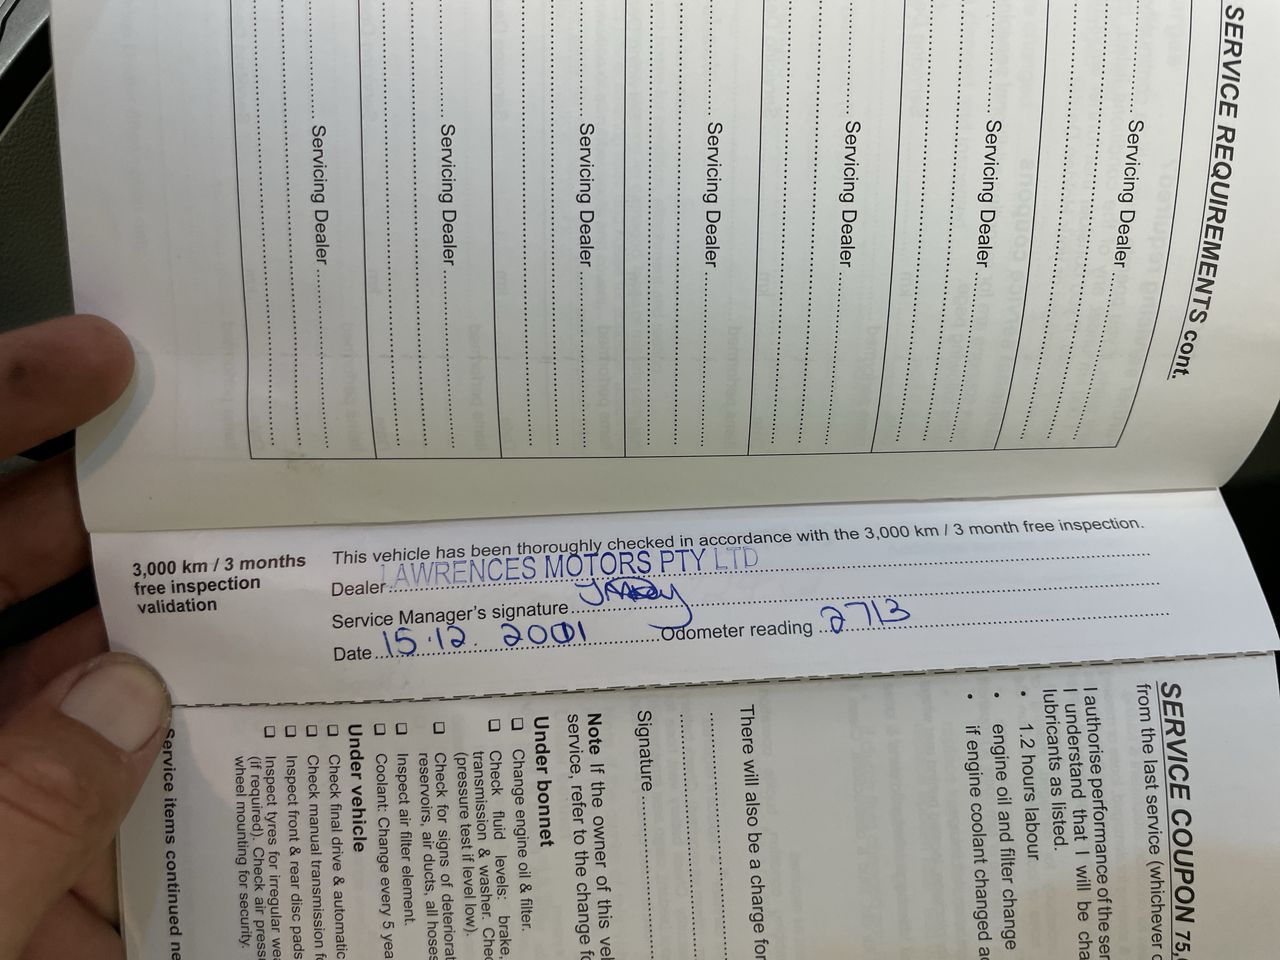 SERVICE REQUIREMENTS cont.
Servicing Dealer
Servicing Dealer
Servicing Dealer
Servicing Dealer
Servicing Dealer
Servicing Dealer
Servicing Dealer
3,000 km / 3 months
free inspection
validation
This vehicle has been thoroughly checked in accordance with the 3,000 km / 3 month free inspection.
Dealer LAWRENCES MOTORS PTY LTD
Service Manager's signature
Date 15.12. 2001 Odometer reading 2713
SERVICE COUPON 75,
from the last service (whichever
I authorise performance of the
I understand that I will be
lubricants as listed.
• 1.2 hours labour
• engine oil and filter change
• if engine coolant changed
There will also be a charge for
Signature
Note If the owner of this
service, refer to the change
Under bonnet
❑ Change engine oil & filter.
❑ Check fluid levels: brake,
transmission & washer.
(pressure test if level low).
❑ Check for signs of
reservoirs, air ducts, all hoses
❑ Inspect air filter element.
❑ Coolant: Change every 5
Under vehicle
❑ Check final drive & automatic
❑ Check manual transmission
❑ Inspect front & rear disc pads
❑ Inspect tyres for irregular
(if required). Check air
wheel mounting for security.
Service items continued